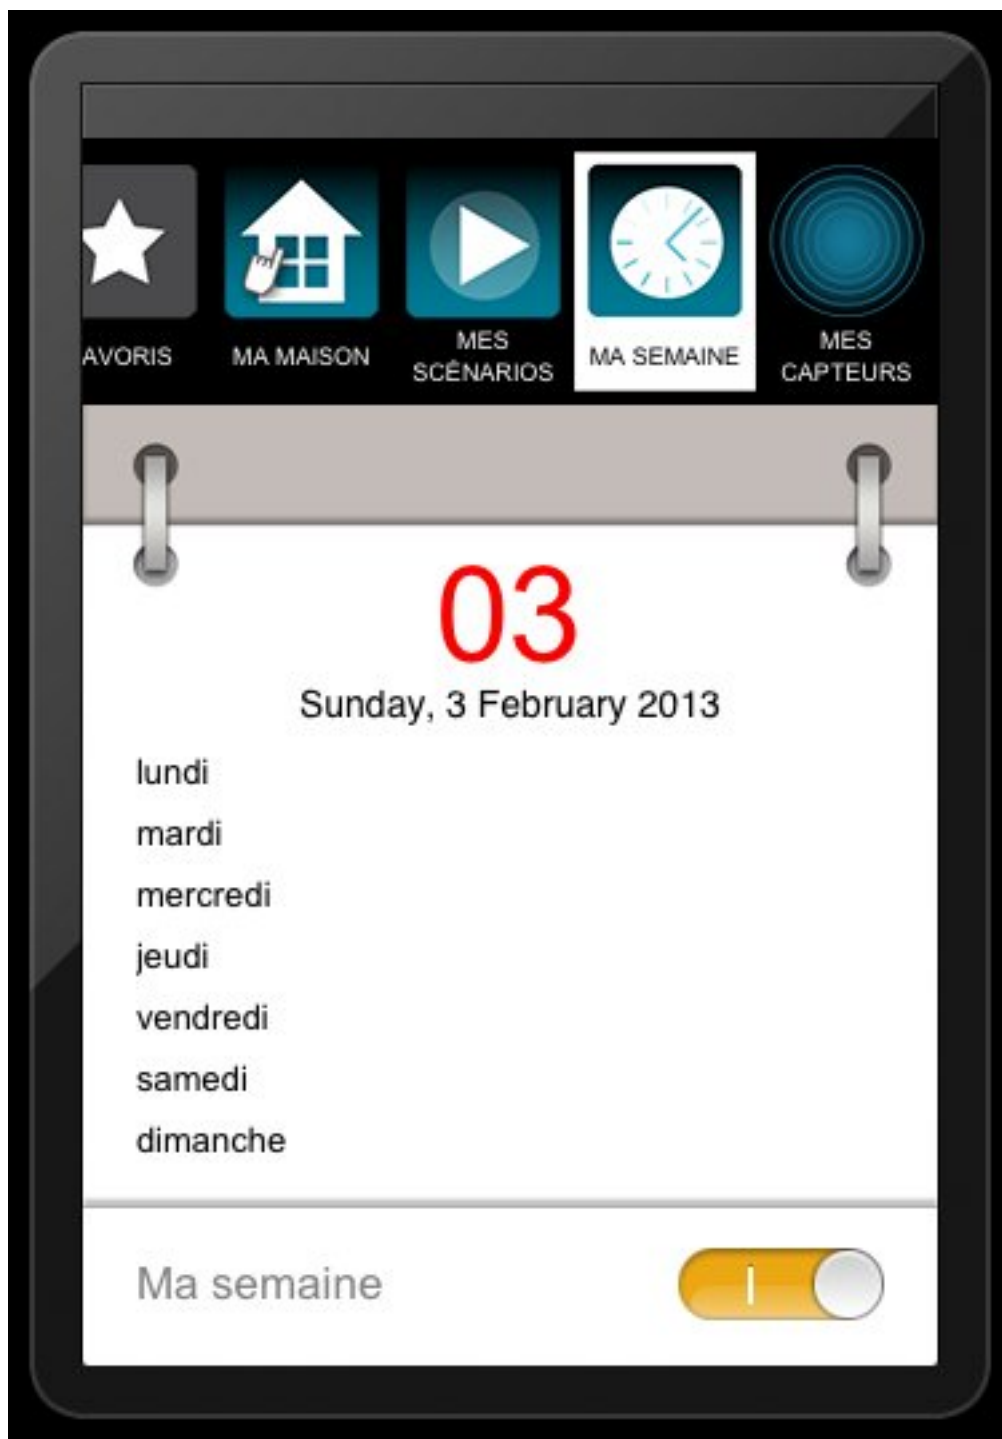 AVORIS
MA MAISON
MES
SCÉNARIOS
MA SEMAINE
MES
CAPTEURS
03
Sunday, 3 February 2013
lundi
mardi
mercredi
jeudi
vendredi
samedi
dimanche
Ma semaine